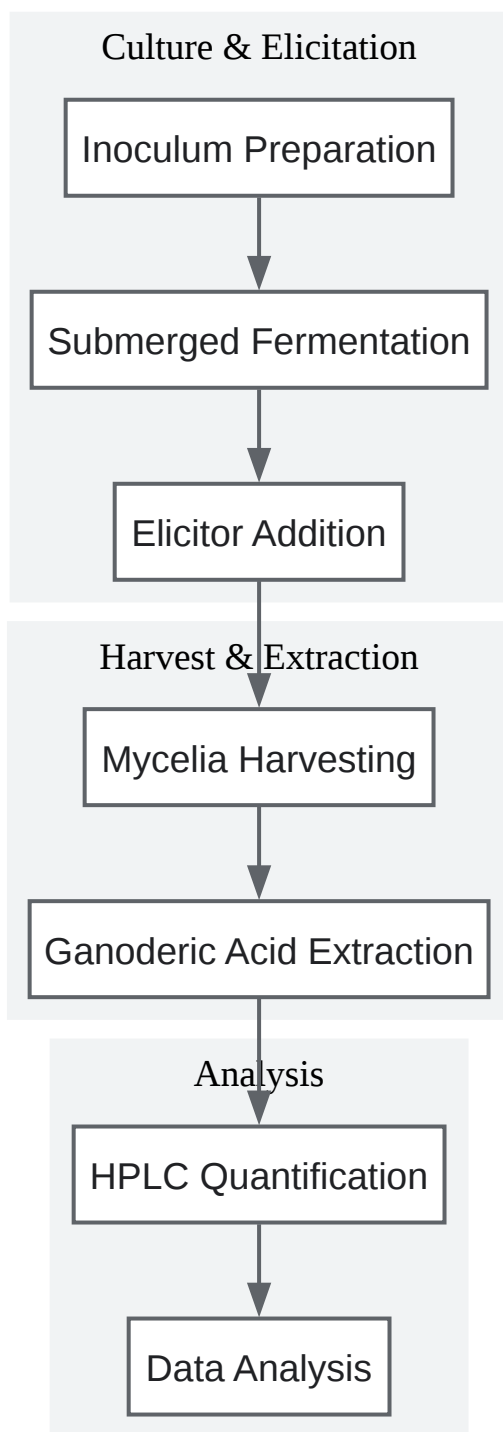 Culture & Elicitation
Inoculum Preparation
Submerged Fermentation
Elicitor Addition
Harvest & Extraction
Mycelia Harvesting
Ganoderic Acid Extraction
Analysis
HPLC Quantification
Data Analysis